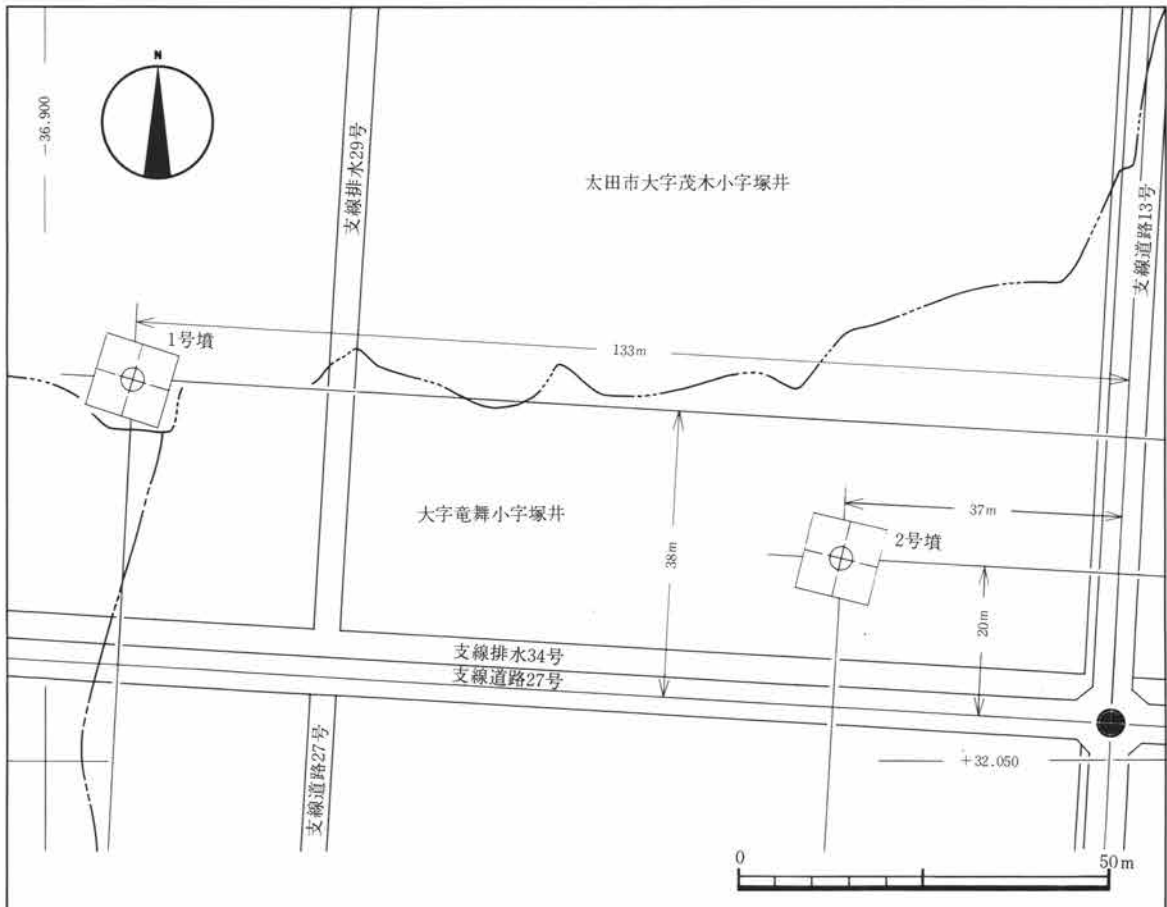 N
-36.900
支線排水29号
太田市大字茂木小字塚井
支線道路13号
1号墳
133m
大字竜舞小字塚井
38m
37m
2号墳
20m
支線排水34号
支線道路27号
支線道路27号
+32.050
0
50m